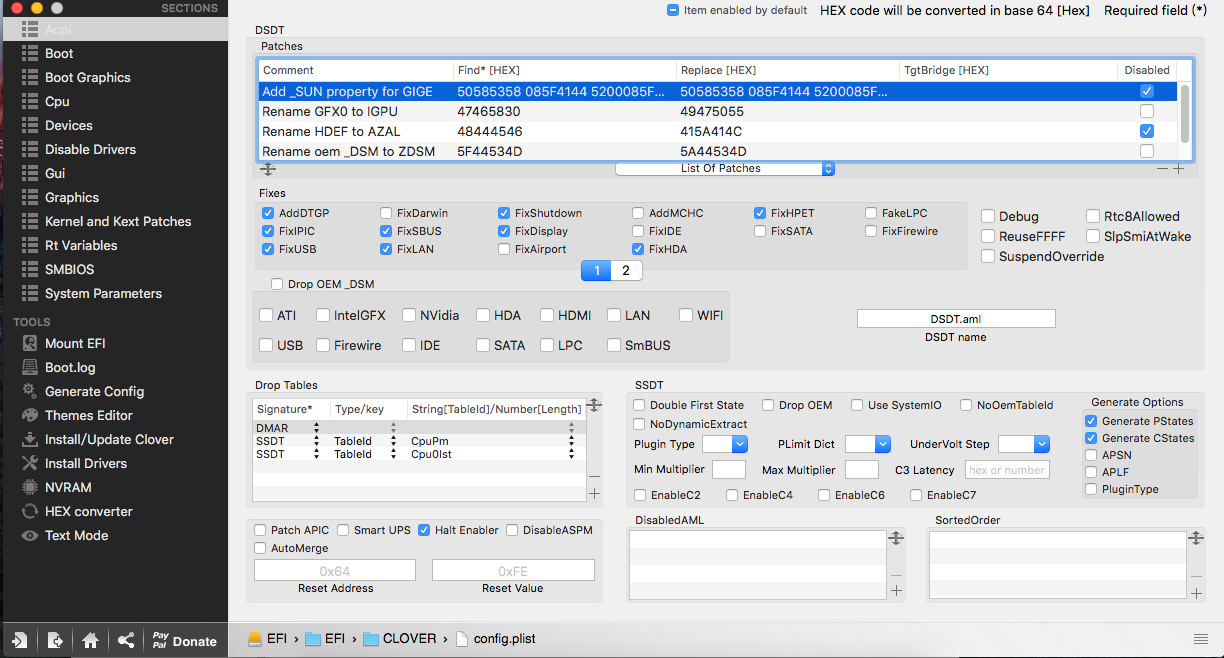 SECTIONS
Item enabled by default HEX code will be converted in base 64 [Hex] Required field (*)
Acpi
Boot
Boot Graphics
Cpu
Devices
Disable Drivers
Gui
Graphics
Kernel and Kext Patches
Rt Variables
SMBIOS
System Parameters
TOOLS
Mount EFI
Boot.log
Generate Config
Themes Editor
Install/Update Clover
Install Drivers
NVRAM
HEX converter
Text Mode
Pay
Pal Donate
DSDT
Patches
Comment Find* [HEX] Replace [HEX] TgtBridge [HEX] Disabled
Add _SUN property for GIGE 50585358 085F4144 5200085F... 50585358 085F4144 5200085F...
Rename GFX0 to IGPU 47465830 49475055
Rename HDEF to AZAL 48444546 415A414C
Rename oem _DSM to ZDSM 5F44534D 5A44534D
List Of Patches
Fixes
AddDTGP FixDarwin FixShutdown AddMCHC FixHPET FakeLPC
FixIPIC FixSBUS FixDisplay FixIDE FixSATA FixFirewire
FixUSB FixLAN FixAirport FixHDA
Debug Rtc8Allowed
ReuseFFFF SlpSmiAtWake
SuspendOverride
1 2
Drop OEM _DSM
ATI IntelGFX NVidia HDA HDMI LAN WIFI
USB Firewire IDE SATA LPC SmBUS
DSDT.aml
DSDT name
Drop Tables
Signature* Type/key String[TableId]/Number[Length]
DMAR
SSDT TableId CpuPm
SSDT TableId Cpu0Ist
SSDT
Double First State Drop OEM Use SystemIO NoOemTableId
NoDynamicExtract
Plugin Type PLimit Dict UnderVolt Step
Min Multiplier Max Multiplier C3 Latency hex or number
EnableC2 EnableC4 EnableC6 EnableC7
Generate Options
Generate PStates
Generate CStates
APSN
APLF
PluginType
Patch APIC Smart UPS Halt Enabler DisableASPM
AutoMerge
0x64 0xFE
Reset Address Reset Value
DisabledAML SortedOrder
EFI › EFI › CLOVER › config.plist